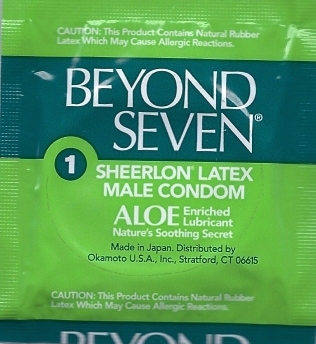 CAUTION: This Product Contains Natural Rubber
Latex Which May Cause Allergic Reactions.
BEYOND
SEVEN®
1
SHEERLON® LATEX
MALE CONDOM
ALOE Enriched Lubricant
Nature's Soothing Secret
Made in Japan. Distributed by
Okamoto U.S.A., Inc., Stratford, CT 06615
CAUTION: This Product Contains Natural Rubber
Latex Which May Cause Allergic Reactions.
BEYOND